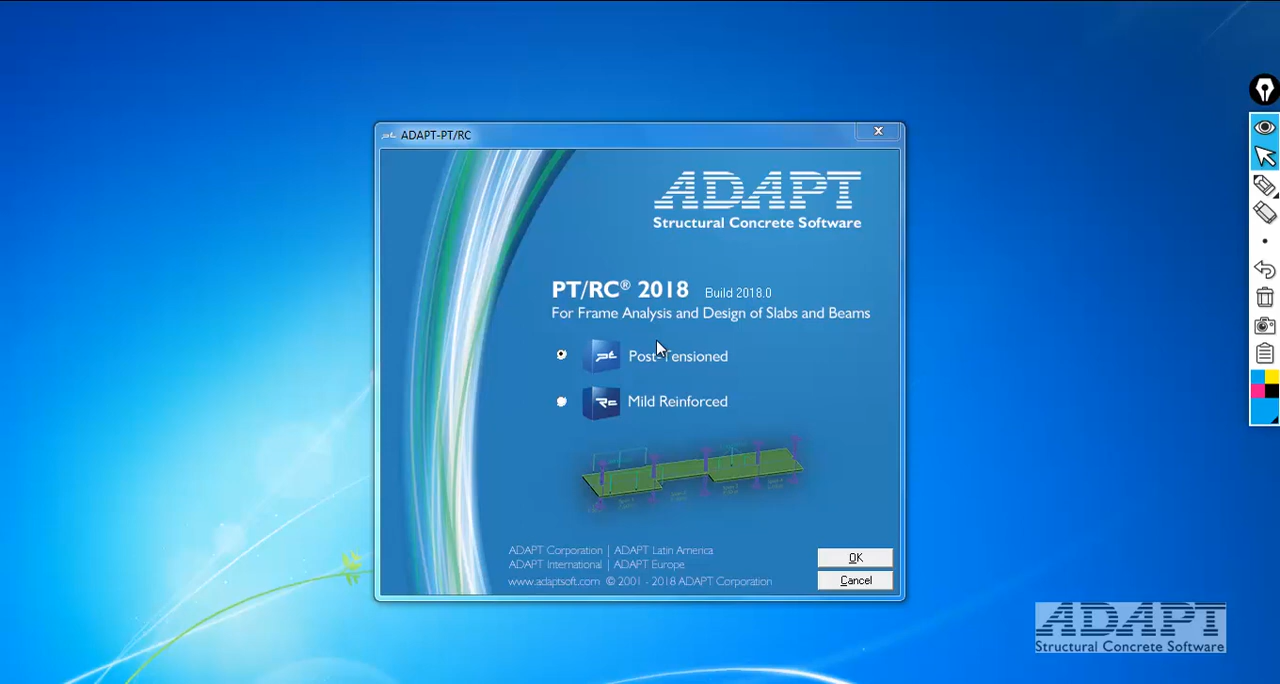 ADAPT-PT/RC
ADAPT
Structural Concrete Software
PT/RC® 2018 Build 2018.0
For Frame Analysis and Design of Slabs and Beams
Post-Tensioned
Mild Reinforced
ADAPT Corporation | ADAPT Latin America
ADAPT International | ADAPT Europe
www.adaptsoft.com © 2001 - 2018 ADAPT Corporation
OK
Cancel
ADAPT
Structural Concrete Software